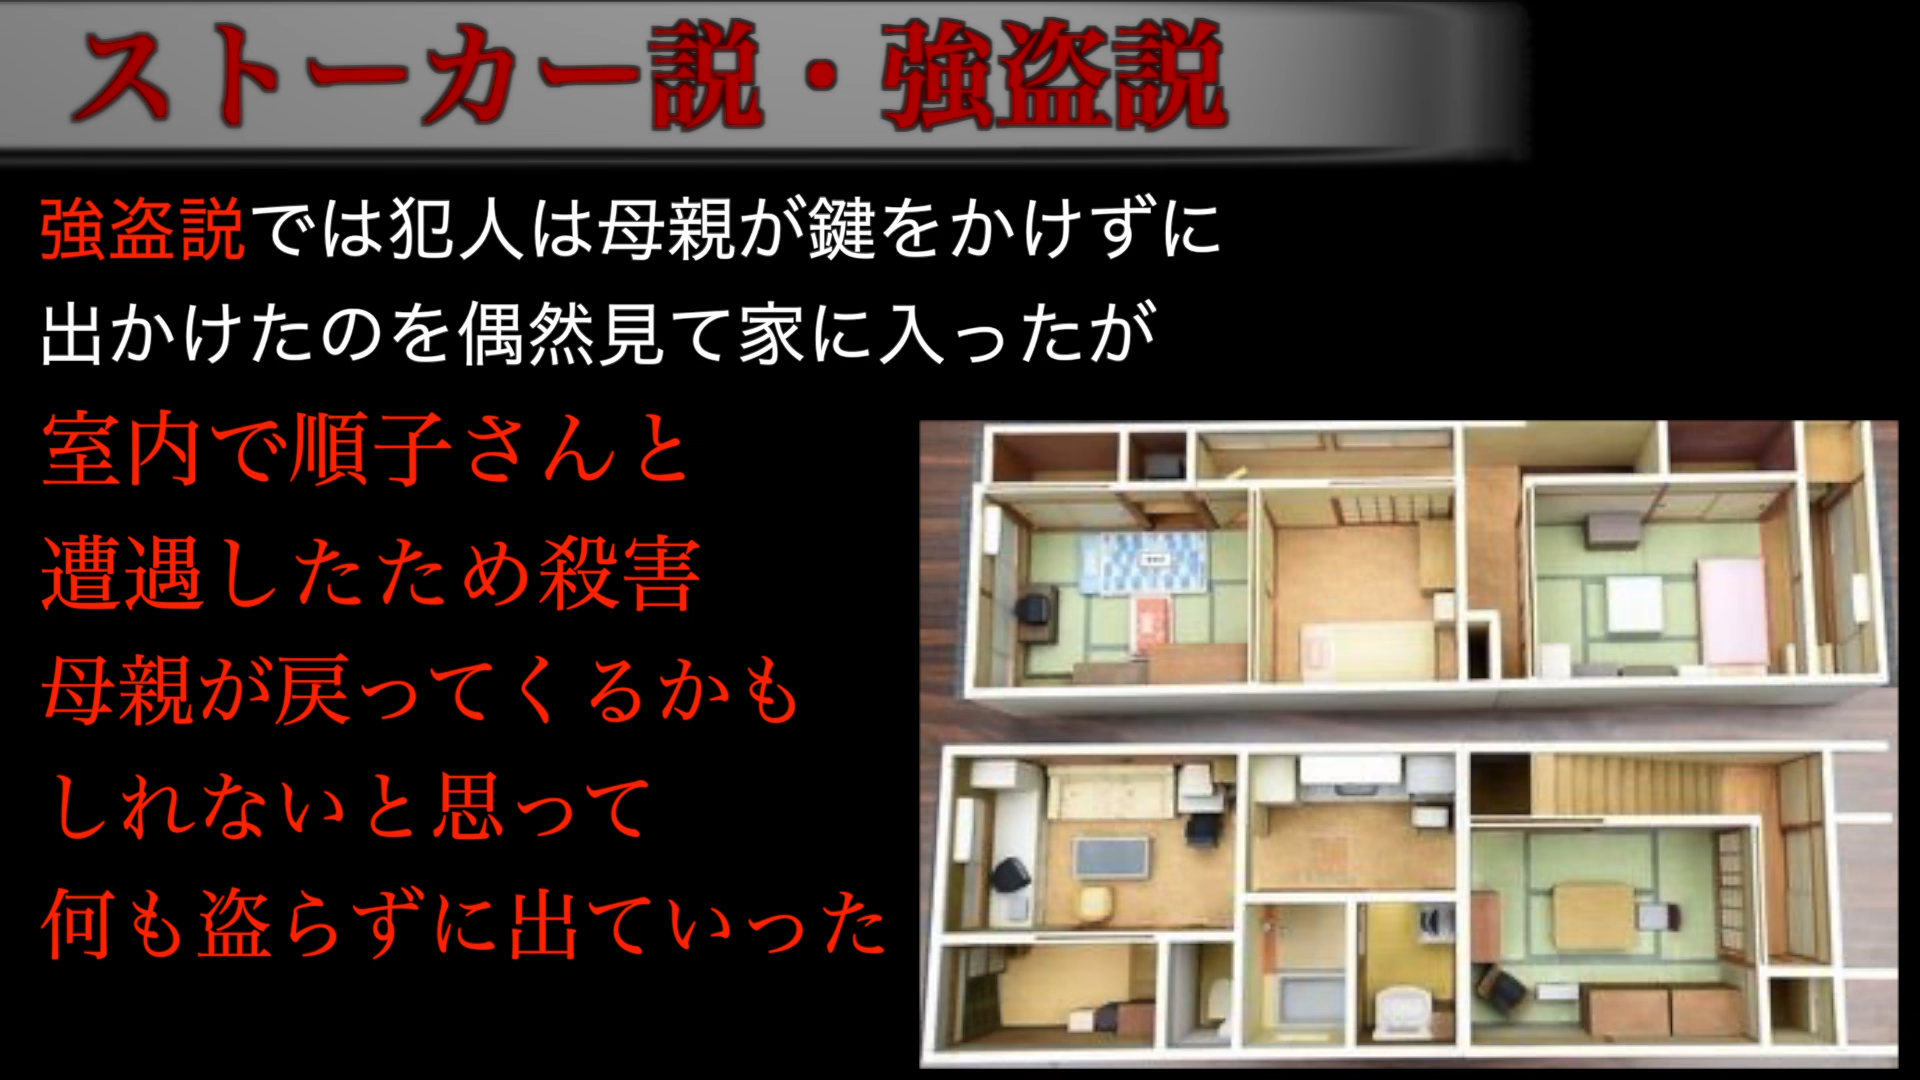 ストーカー説・強盗説
強盗説では犯人は母親が鍵をかけずに
出かけたのを偶然見て家に入ったが
室内で順子さんと
遭遇したため殺害
母親が戻ってくるかも
しれないと思って
何も盗らずに出ていった